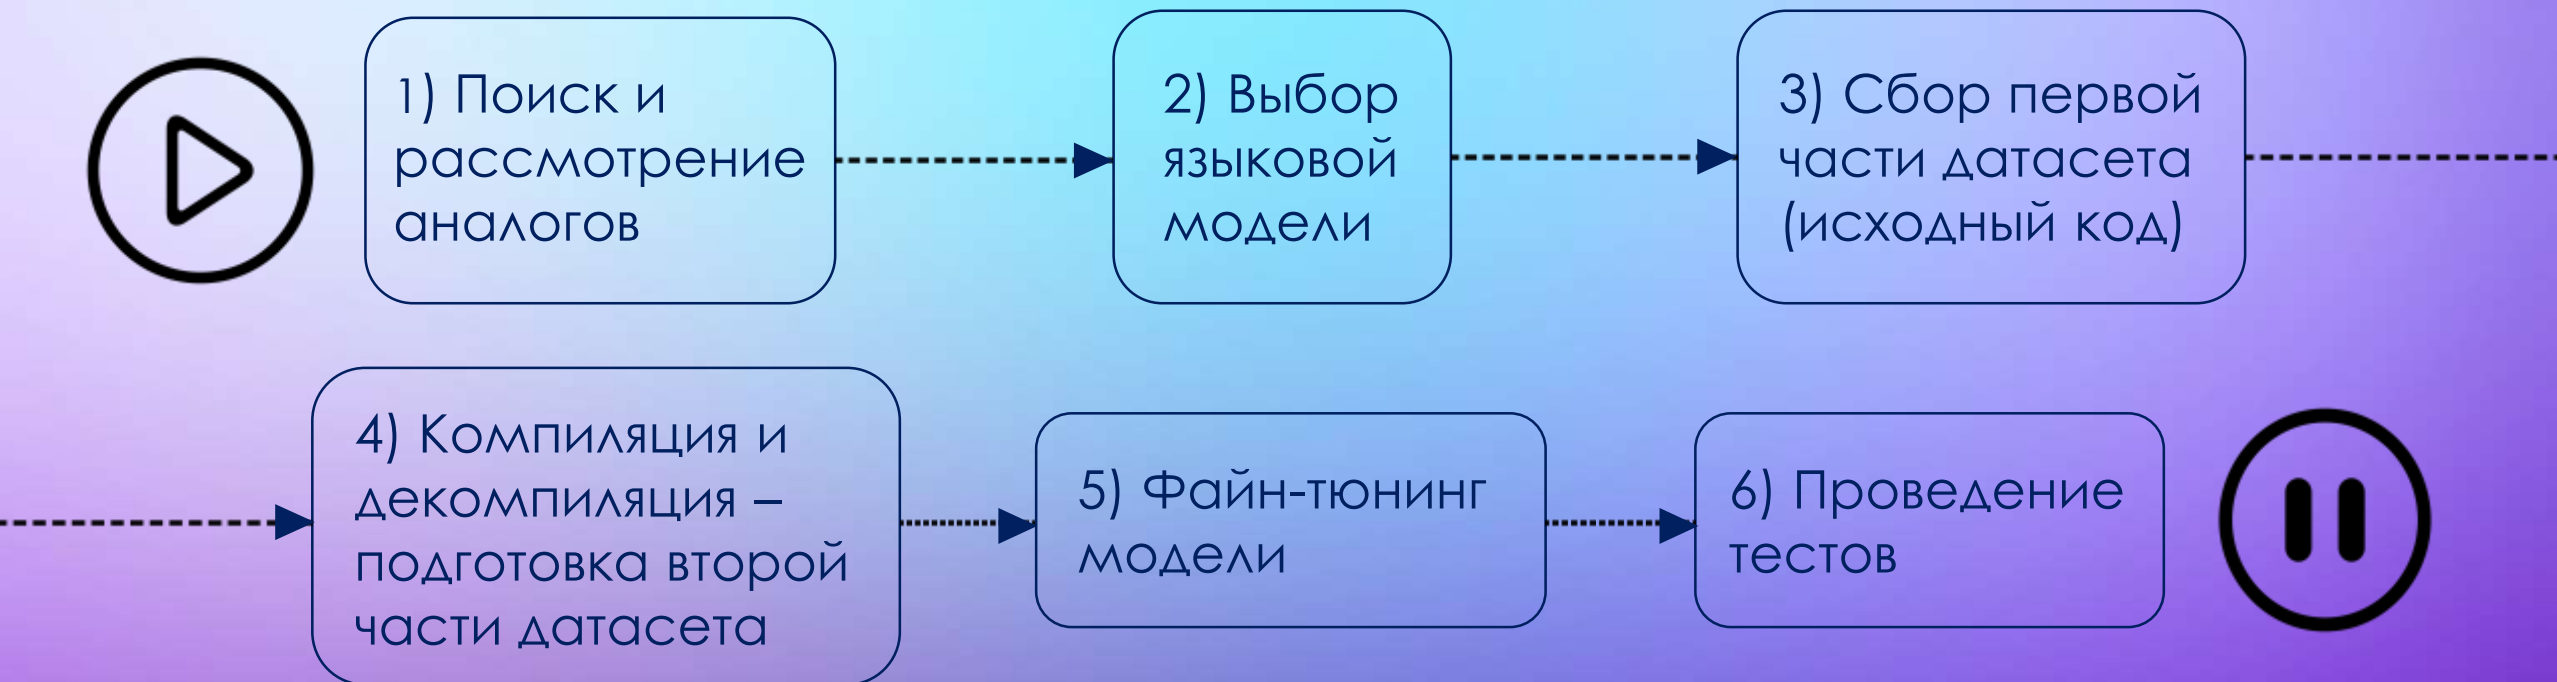 1) Поиск и
рассмотрение
аналогов
2) Выбор
языковой
модели
3) Сбор первой
части датасета
(исходный код)
4) Компиляция и
декомпиляция –
подготовка второй
части датасета
5) Файн-тюнинг
модели
6) Проведение
тестов